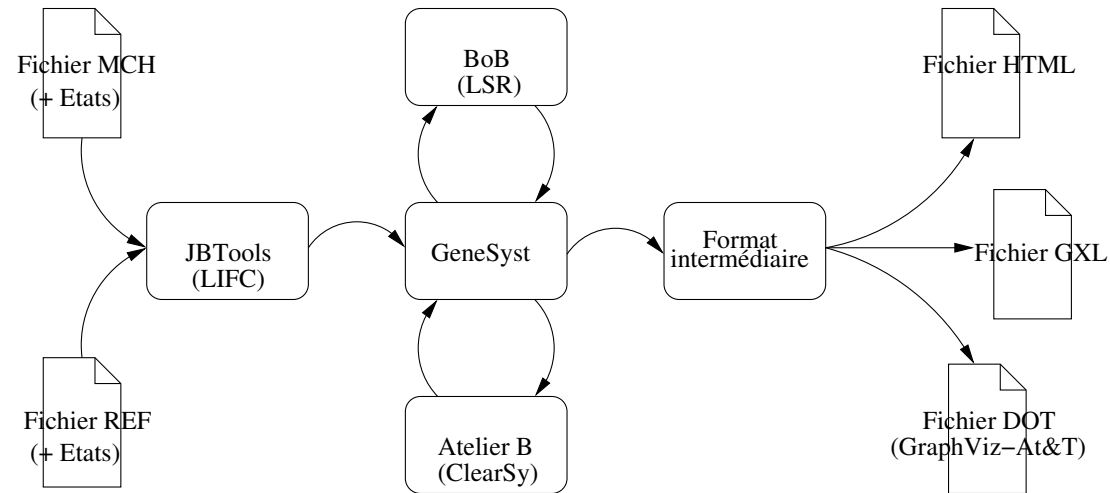 Fichier MCH
(+ Etats)
Fichier REF
(+ Etats)
JBTools
(LIFC)
BoB
(LSR)
GeneSyst
Atelier B
(ClearSy)
Format
intermédiaire
Fichier HTML
Fichier GXL
Fichier DOT
(GraphViz−At&T)